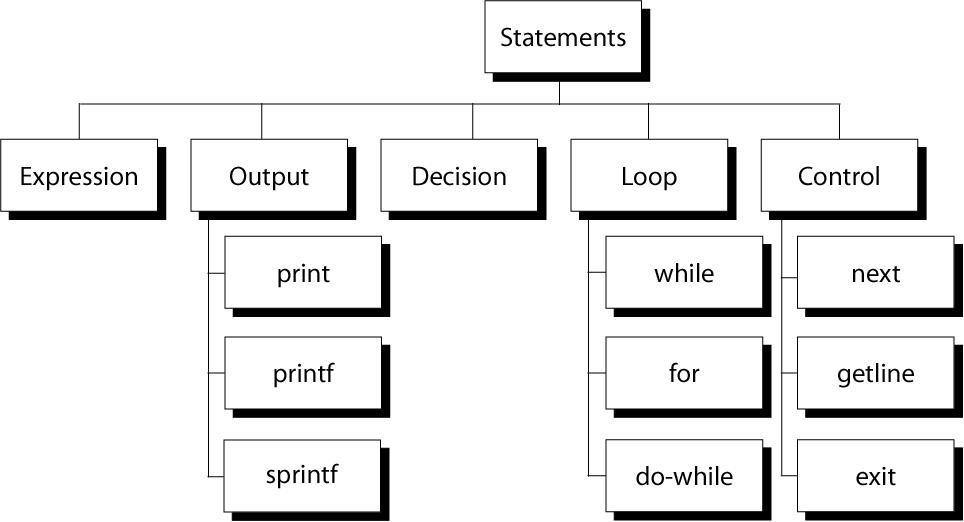 Statements
Expression
Output
Decision
Loop
Control
print
while
next
printf
for
getline
sprintf
do-while
exit